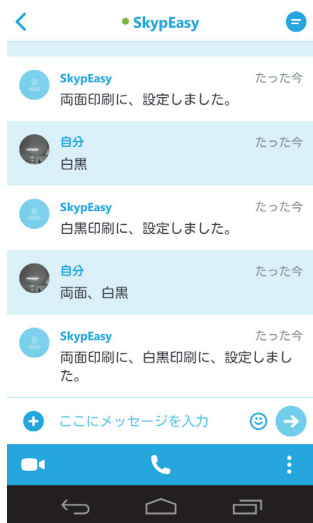 SkypEasy
SkypEasy たった今
両面印刷に、設定しました。
自分 たった今
白黒
SkypEasy たった今
白黒印刷に、設定しました。
自分 たった今
両面、白黒
SkypEasy たった今
両面印刷に、白黒印刷に、設定しまし
た。
ここにメッセージを入力